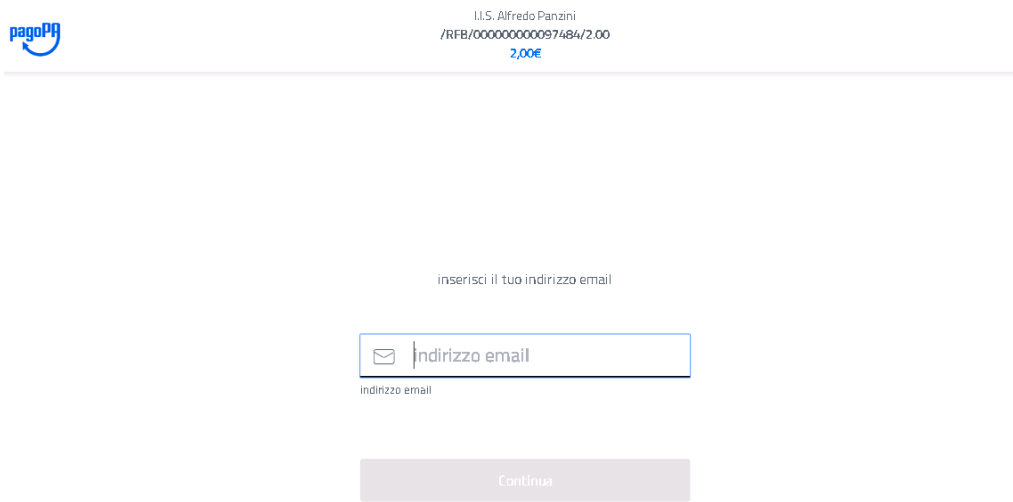 pagoPA
I.I.S. Alfredo Panzini
/RFB/000000000097484/2.00
2,00€
inserisci il tuo indirizzo email
indirizzo email
indirizzo email
Continua